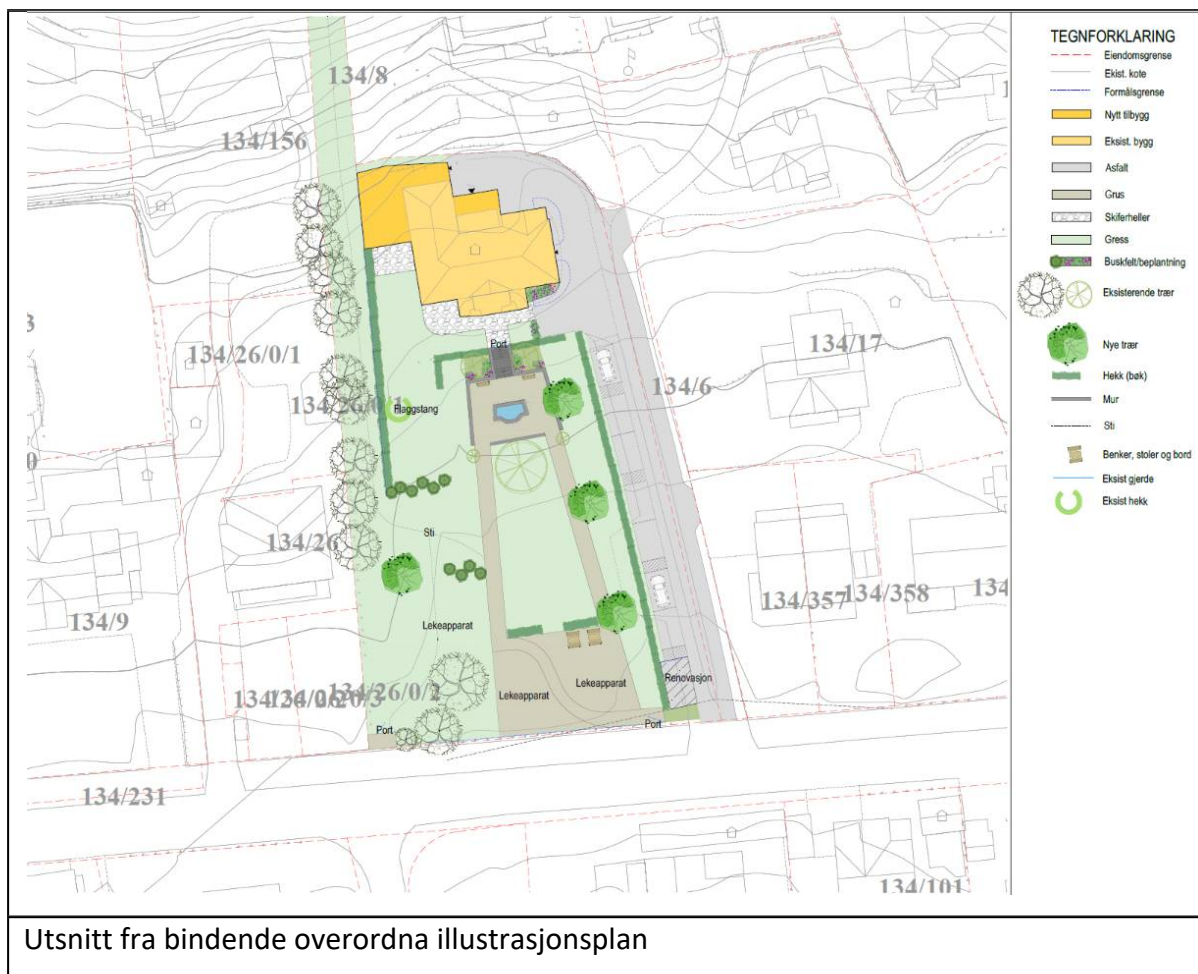 134/8
134/156
134/26/0/1
134/26/0/1
Flaggstang
Port
134/6
134/17
Sti
134/26
134/9
Lekeapparat
134/357
134/358
134
134/26/0/2
Lekeapparat
Lekeapparat
Renovasjon
Port
Port
134/231
134/101
TEGNFORKLARING
Eiendomsgrense
Ekist. kote
Formålsgrense
Nytt tilbygg
Eksist. bygg
Asfalt
Grus
Skiferheller
Gress
Buskfelt/beplantning
Eksisterende trær
Nye trær
Hekk (bøk)
Mur
Sti
Benker, stoler og bord
Eksist gjerde
Eksist hekk
Utsnitt fra bindende overordna illustrasjonsplan